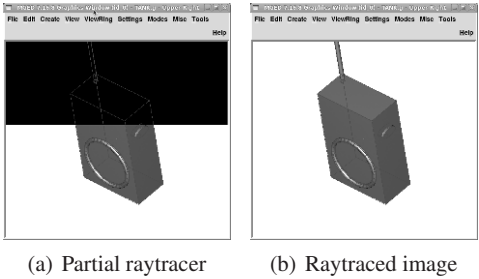 File Edit Create View ViewRing Settings Modes Misc Tools
Help
File Edit Create View ViewRing Settings Modes Misc Tools
Help
(a) Partial raytracer
(b) Raytraced image